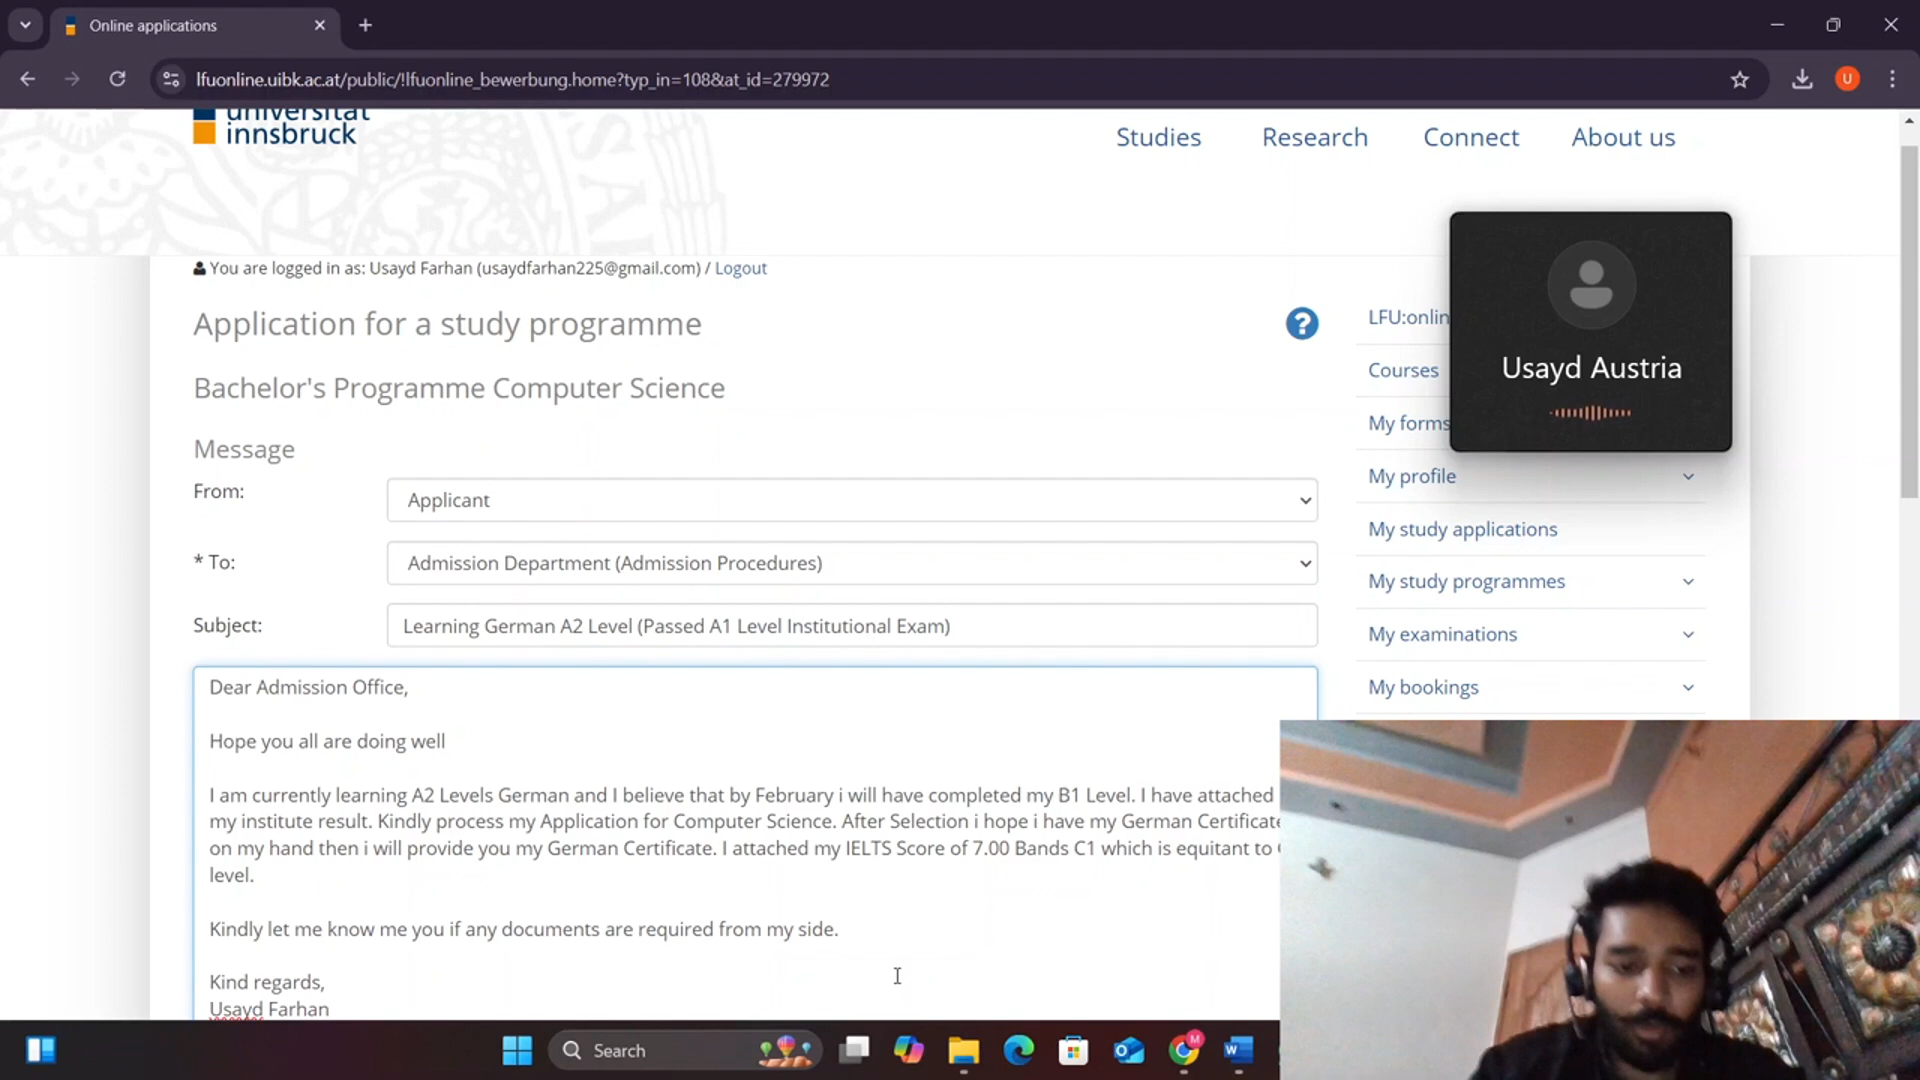 Online applications
lfuonline.uibk.ac.at/public/!lfuonline_bewerbung.home?typ_in=108&at_id=279972
U
universität
innsbruck
Studies
Research
Connect
About us
You are logged in as: Usayd Farhan (usaydfarhan225@gmail.com) / Logout
Application for a study programme
?
Bachelor's Programme Computer Science
Message
From:
Applicant
* To:
Admission Department (Admission Procedures)
Subject:
Learning German A2 Level (Passed A1 Level Institutional Exam)
Dear Admission Office,
Hope you all are doing well
I am currently learning A2 Levels German and I believe that by February i will have completed my B1 Level. I have attached
my institute result. Kindly process my Application for Computer Science. After Selection i hope i have my German Certificate
on my hand then i will provide you my German Certificate. I attached my IELTS Score of 7.00 Bands C1 which is equitant to
level.
Kindly let me know me you if any documents are required from my side.
Kind regards,
Usayd Farhan
LFU:onlin
Courses
My forms
My profile
My study applications
My study programmes
My examinations
My bookings
Usayd Austria
Search
M
W